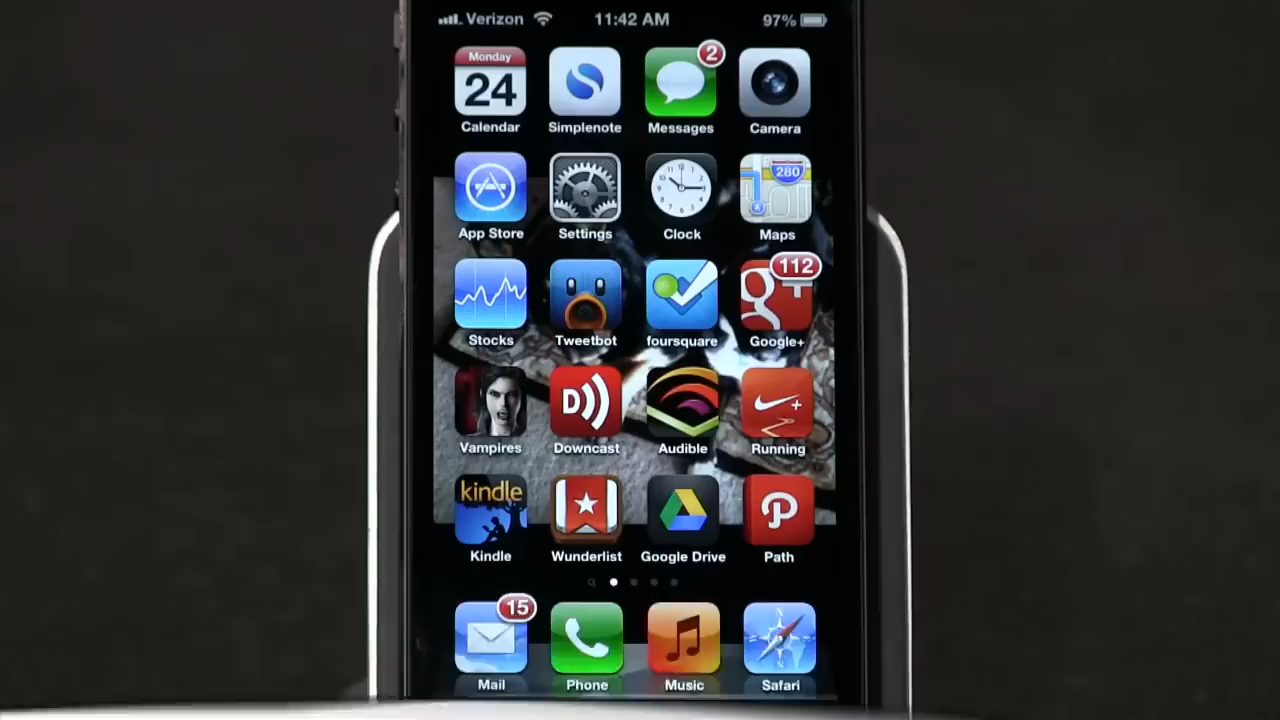 Verizon 11:42 AM 97%
Monday 2
24
Calendar Simplenote Messages Camera
280
App Store Settings Clock Maps
112
g+
Stocks Tweetbot foursquare Google+
D +
Vampires Downcast Audible Running
kindle
Kindle Wunderlist Google Drive Path
15
Mail Phone Music Safari